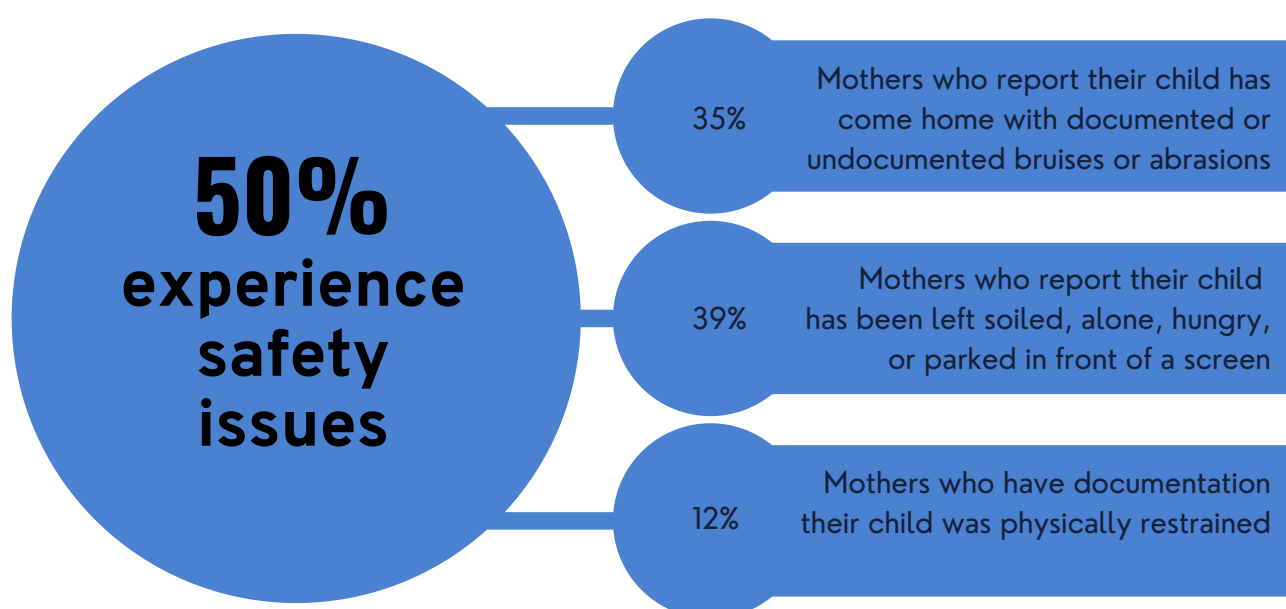 50%
experience
safety
issues
35%
Mothers who report their child has
come home with documented or
undocumented bruises or abrasions
39%
Mothers who report their child
has been left soiled, alone, hungry,
or parked in front of a screen
12%
Mothers who have documentation
their child was physically restrained